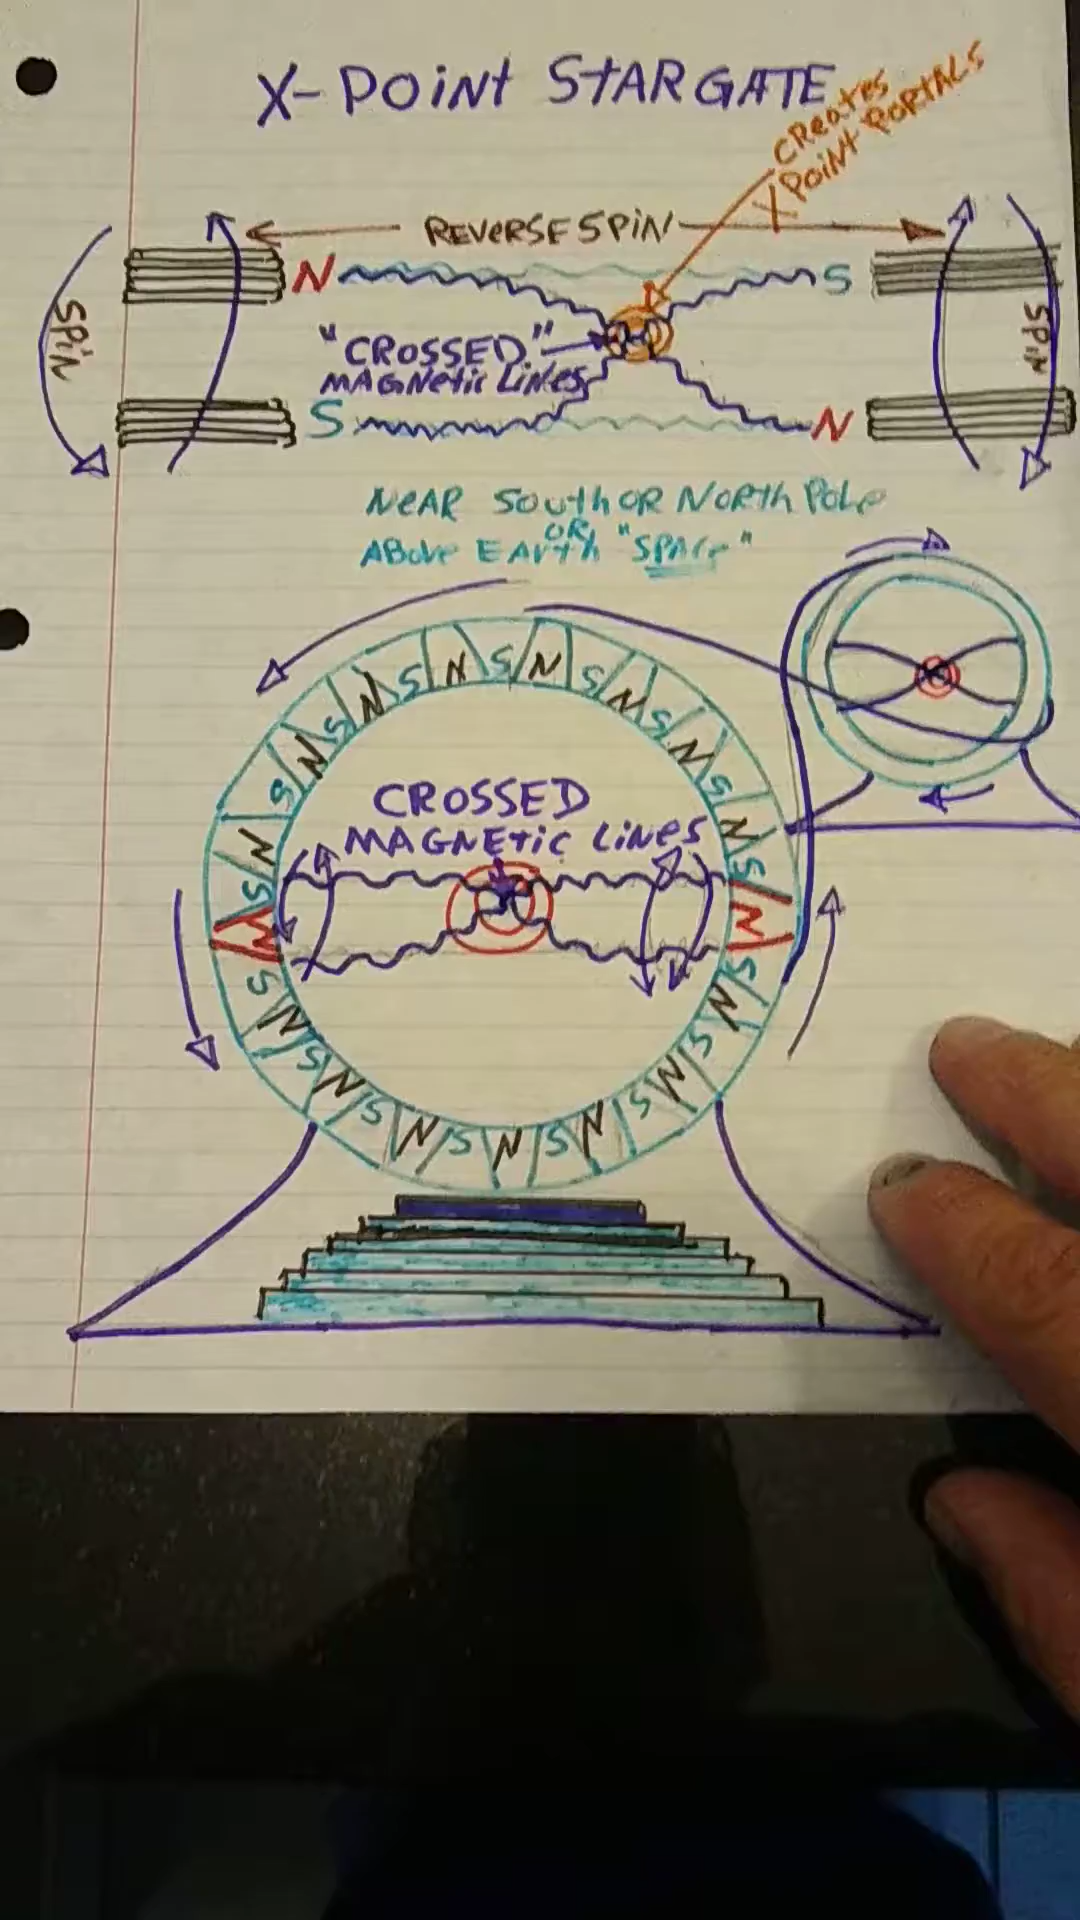 X-POINT STARGATE
CREATES
X POINT PORTALS
REVERSE SPIN
SPIN
N
S
SPIN
"CROSSED"
MAGNETIC LINES
S
N
NEAR SOUTH OR NORTH POLE
OR
ABOVE EARTH "SPACE"
N S N S N S N S N S N S N S N S N S N S N S N S N S N S N S
CROSSED
MAGNETIC LINES